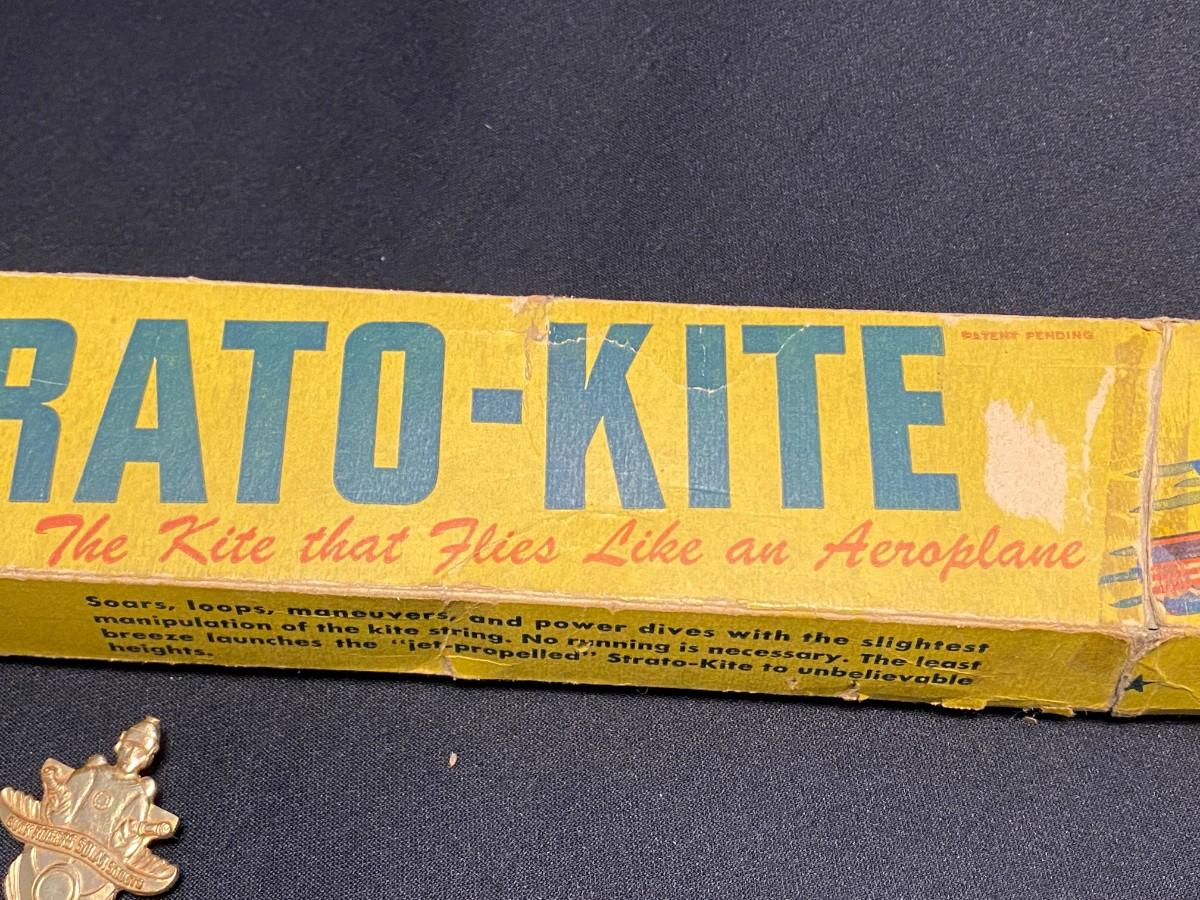 RATO-KITE
PATENT PENDING
The Kite that Flies Like an Aeroplane
Soars, loops, maneuvers, and power dives with the slightest
manipulation of the kite string. No running is necessary. The least
breeze launches the "jet-propelled" Strato-Kite to unbelievable
heights.
SOLAR SCOUTS